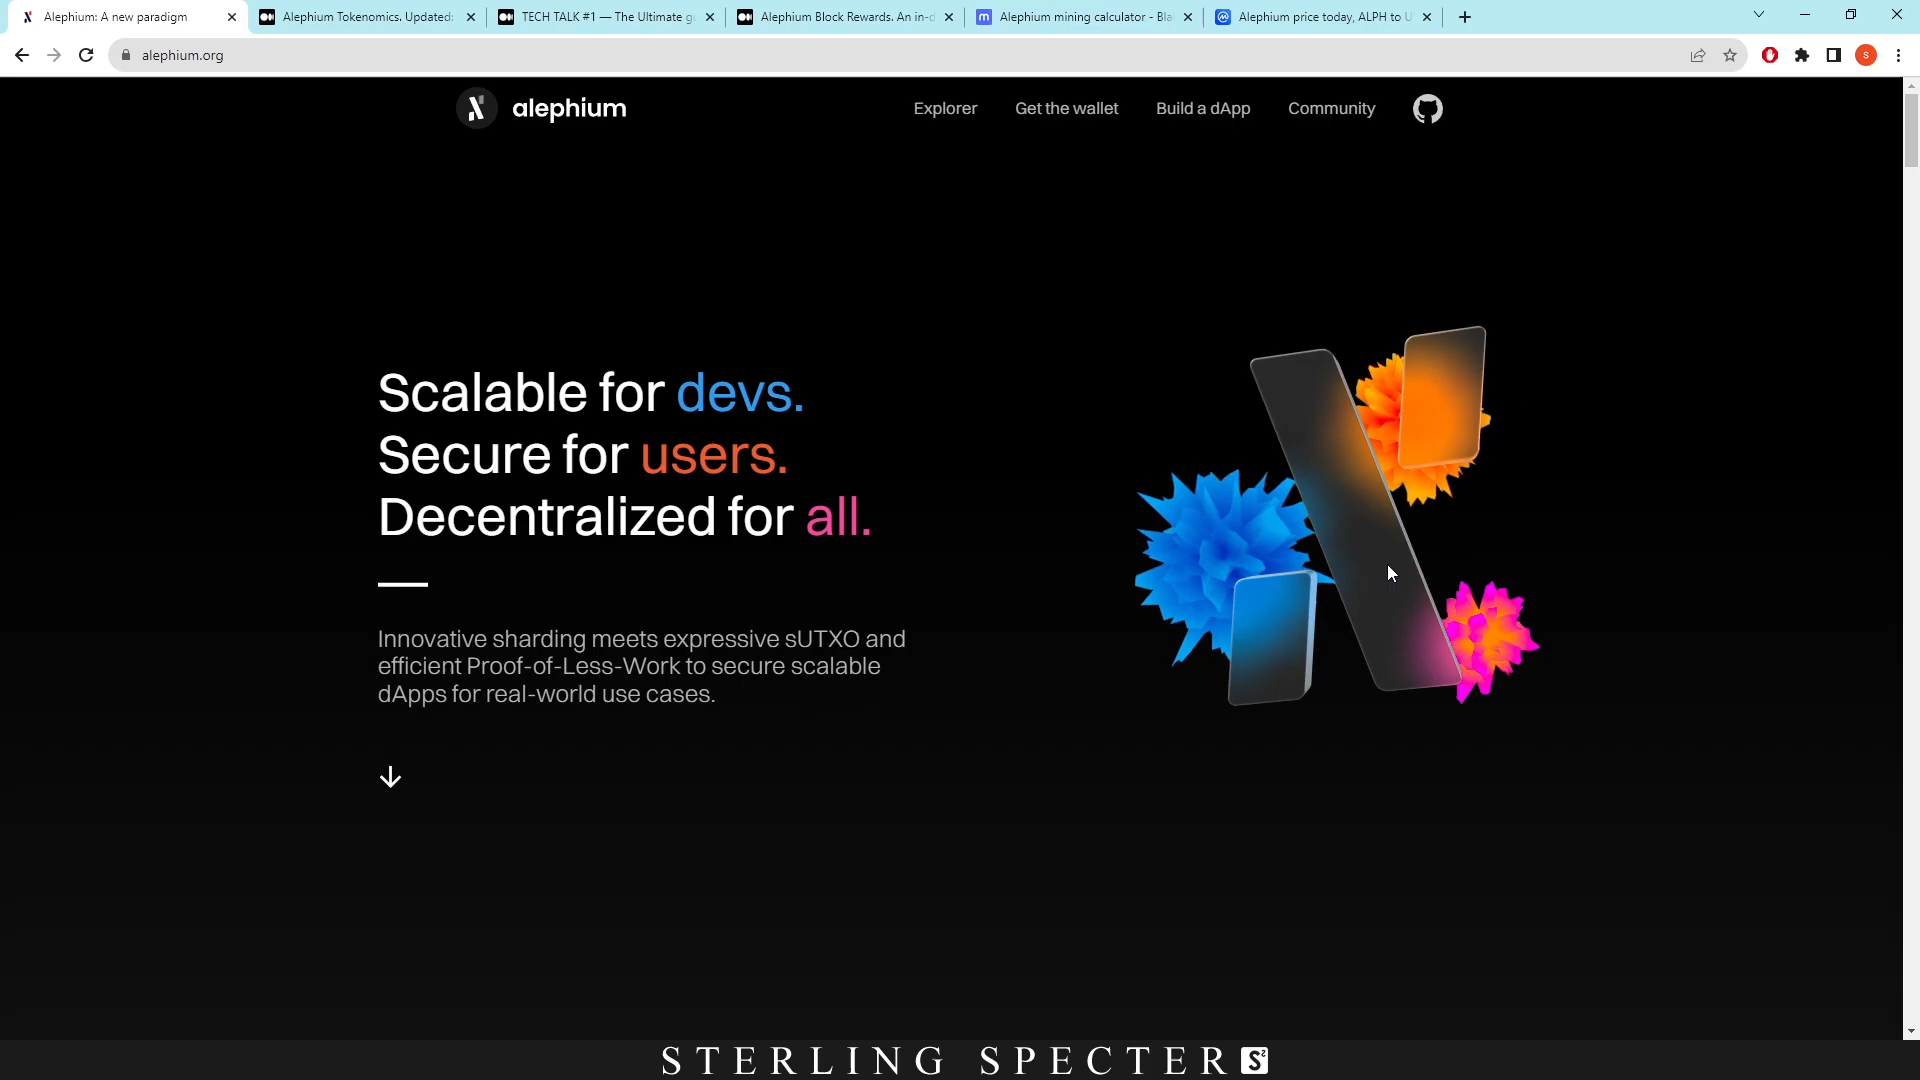 Alephium: A new paradigm
Alephium Tokenomics. Updated:
TECH TALK #1 — The Ultimate g
Alephium Block Rewards. An in-d
Alephium mining calculator - Bla
Alephium price today, ALPH to U
alephium.org
S
alephium
Explorer
Get the wallet
Build a dApp
Community
Scalable for devs.
Secure for users.
Decentralized for all.
Innovative sharding meets expressive sUTXO and
efficient Proof-of-Less-Work to secure scalable
dApps for real-world use cases.
STERLING SPECTER S²